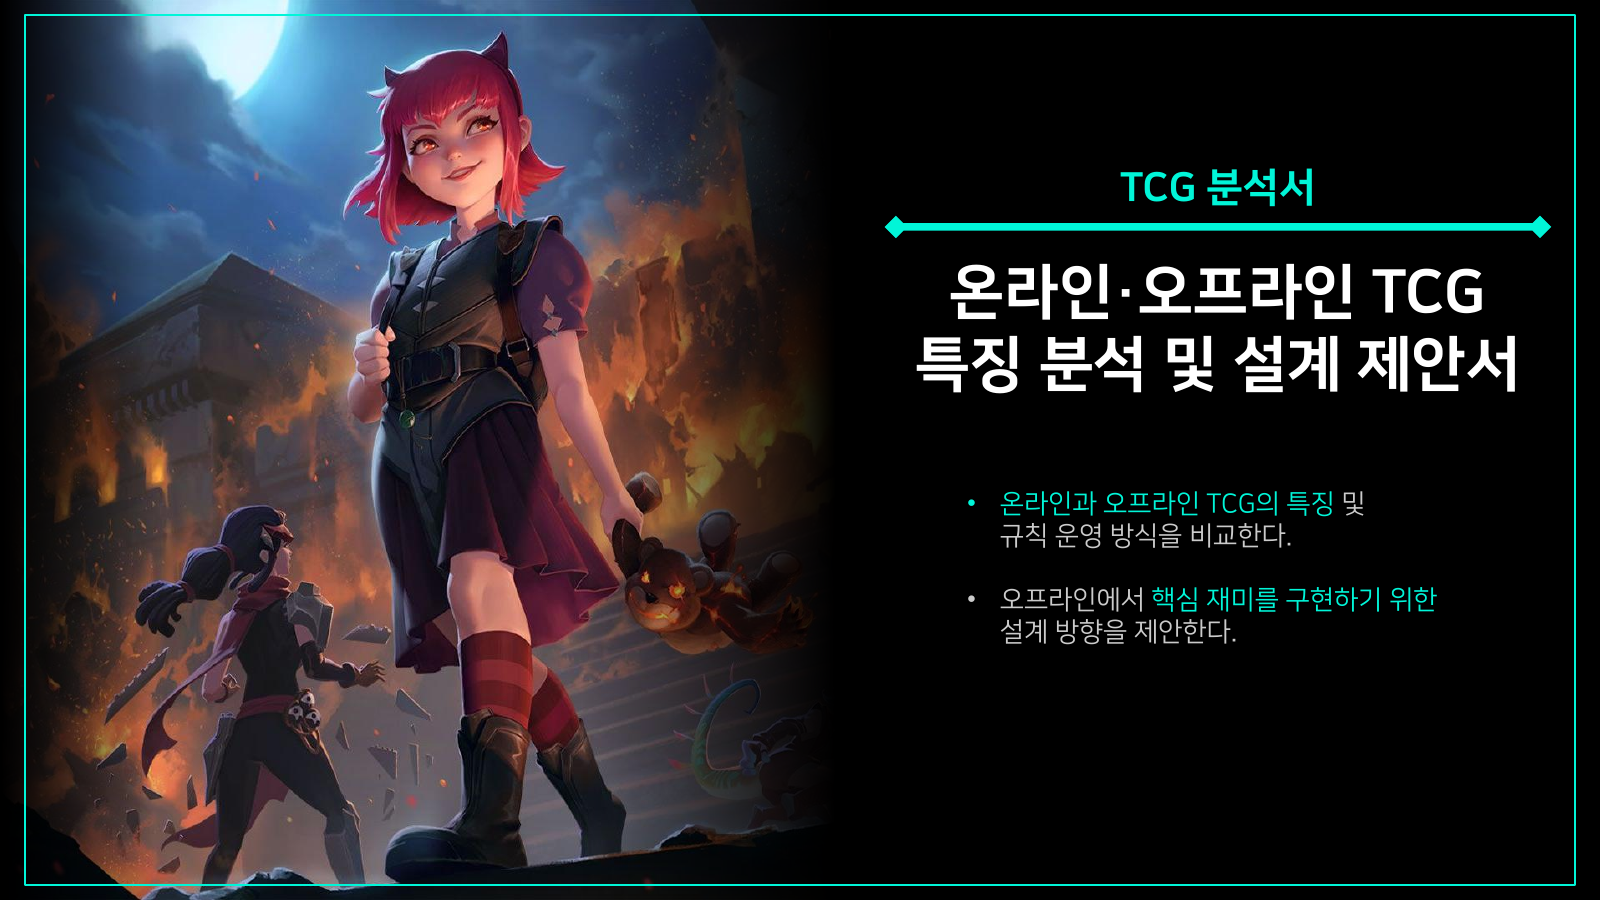 TCG 분석서
온라인·오프라인 TCG
특징 분석 및 설계 제안서
• 온라인과 오프라인 TCG의 특징 및
규칙 운영 방식을 비교한다.
• 오프라인에서 핵심 재미를 구현하기 위한
설계 방향을 제안한다.